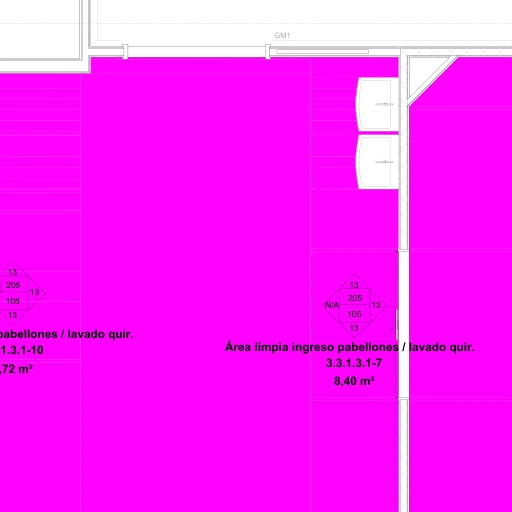 GM1
13
205
13
105
13
pabellones / lavado quir.
1.3.1-10
,72 m²
13
N/A
205
13
105
13
Área limpia ingreso pabellones / lavado quir.
3.3.1.3.1-7
8,40 m²